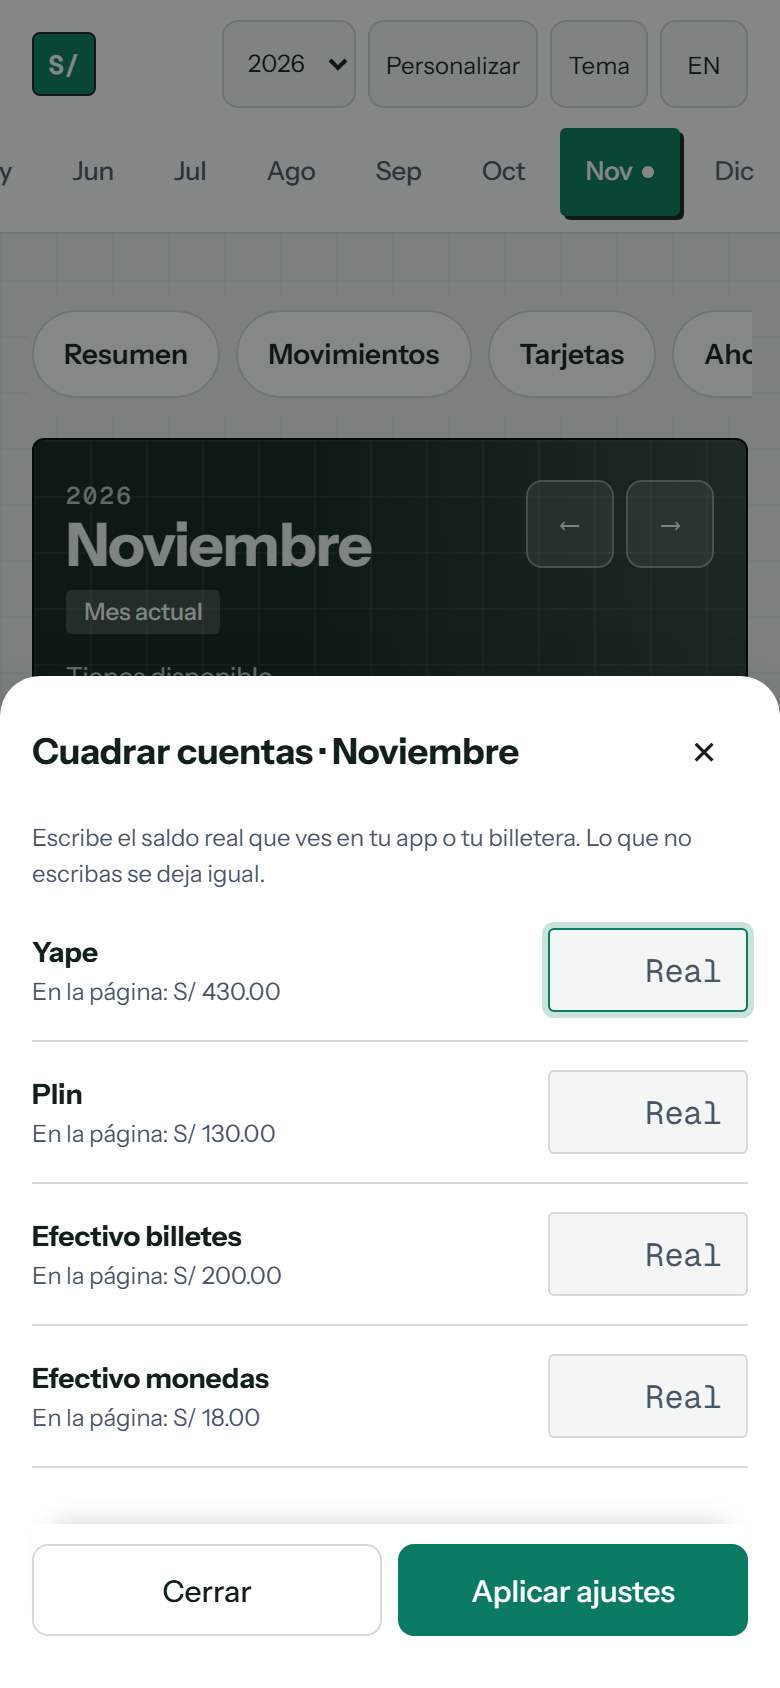 S/
2026
Personalizar
Tema
EN
Jun
Jul
Ago
Sep
Oct
Nov
Dic
Resumen
Movimientos
Tarjetas
2026
Noviembre
←
→
Mes actual
Tienes disponible
Cuadrar cuentas · Noviembre
×
Escribe el saldo real que ves en tu app o tu billetera. Lo que no
escribas se deja igual.
Yape
En la página: S/ 430.00
Real
Plin
En la página: S/ 130.00
Real
Efectivo billetes
En la página: S/ 200.00
Real
Efectivo monedas
En la página: S/ 18.00
Real
Cerrar
Aplicar ajustes